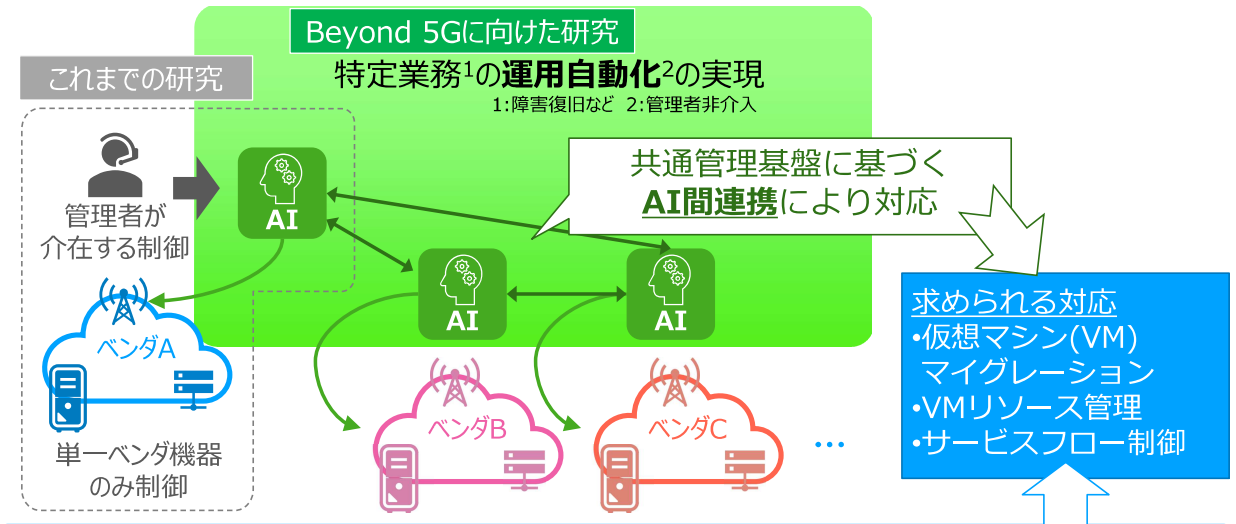 Beyond 5Gに向けた研究
これまでの研究
特定業務1の運用自動化2の実現
1:障害復旧など 2:管理者非介入
共通管理基盤に基づく
AI間連携により対応
AI
管理者が
介在する制御
AI
AI
求められる対応
•仮想マシン(VM)
マイグレーション
•VMリソース管理
•サービスフロー制御
ベンダA
ベンダB
ベンダC
…
単一ベンダ機器
のみ制御